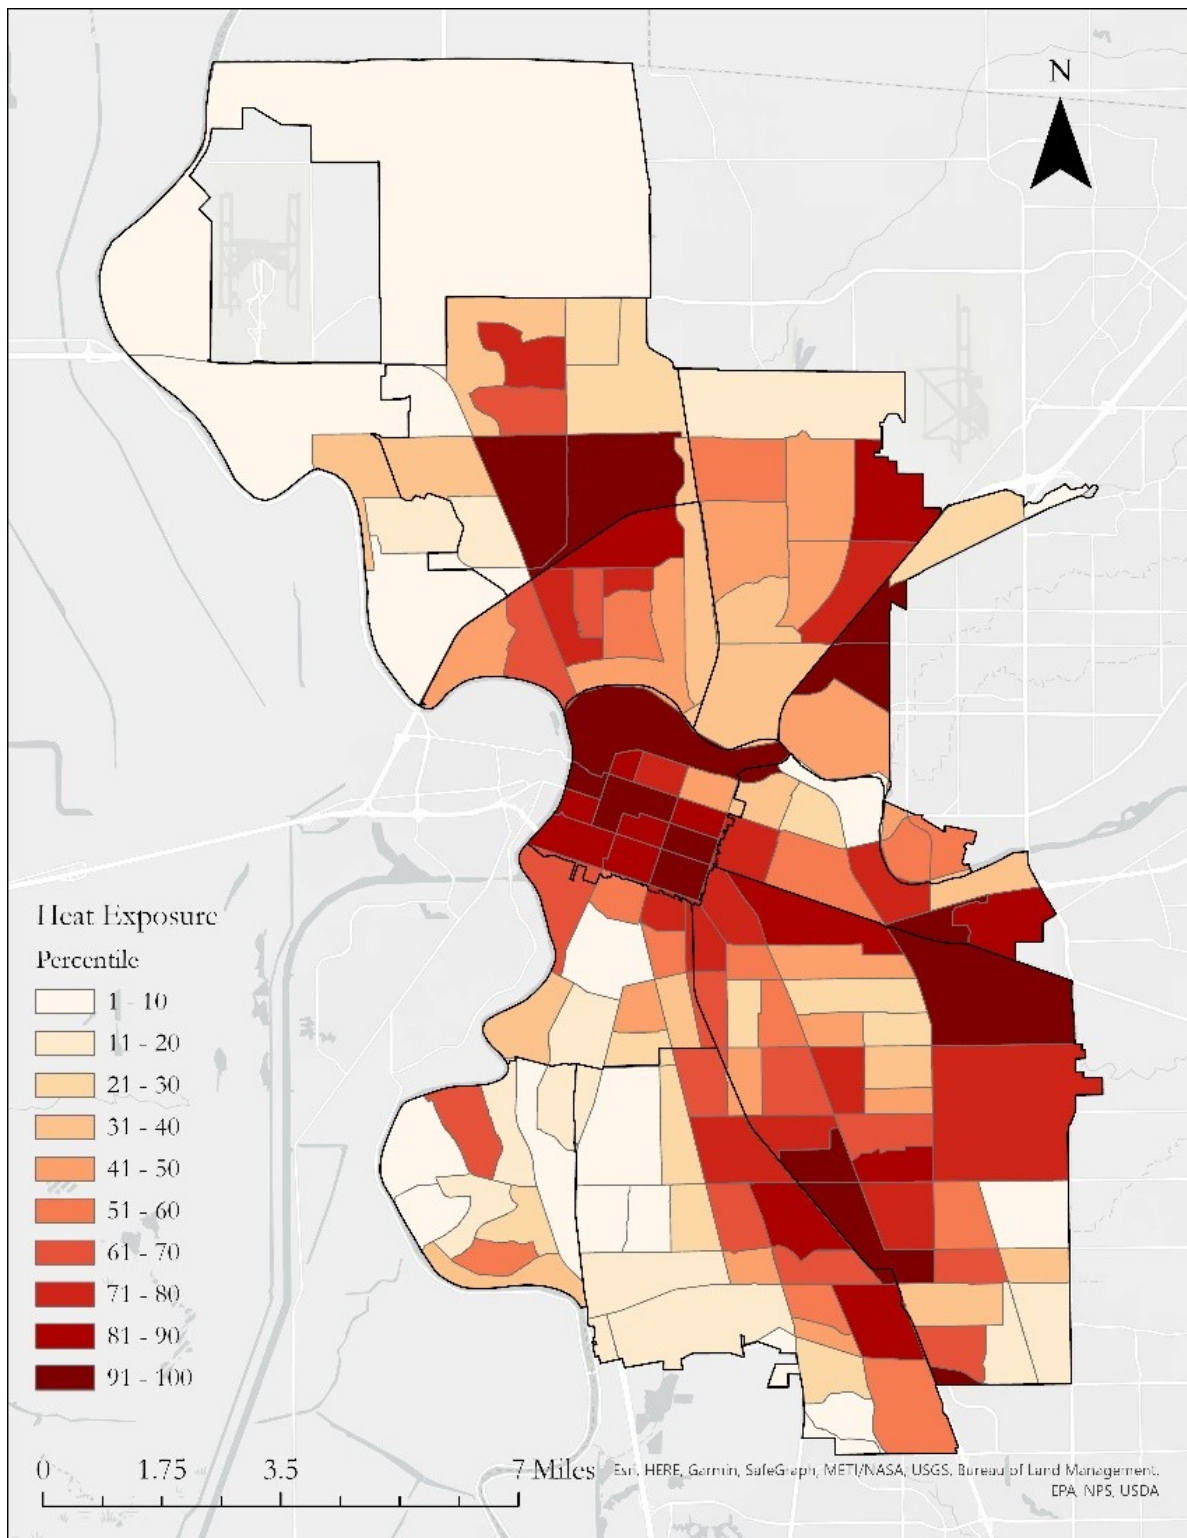 N
Heat Exposure
Percentile
1 - 10
11 - 20
21 - 30
31 - 40
41 - 50
51 - 60
61 - 70
71 - 80
81 - 90
91 - 100
0 1.75 3.5 7 Miles
Esri, HERE, Garmin, SafeGraph, METI/NASA, USGS, Bureau of Land Management,
EPA, NPS, USDA